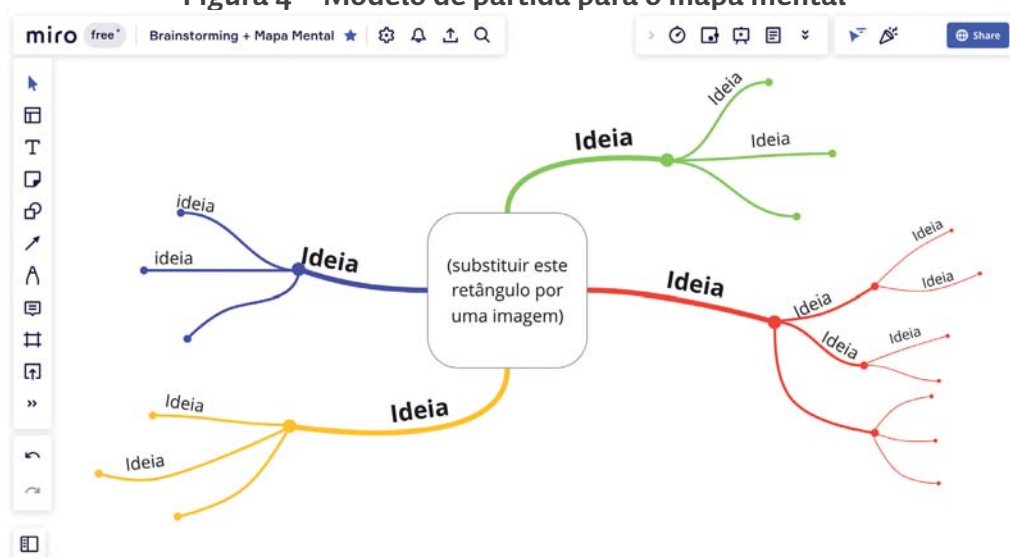 Figura 4 – Modelo de partida para o mapa mental
miro free Brainstorming + Mapa Mental Share
Ideia
Ideia
Ideia
ideia
ideia
Ideia
(substituir este
retângulo por
uma imagem)
Ideia
Ideia
Ideia
Ideia
Ideia
Ideia
Ideia
Ideia
Ideia